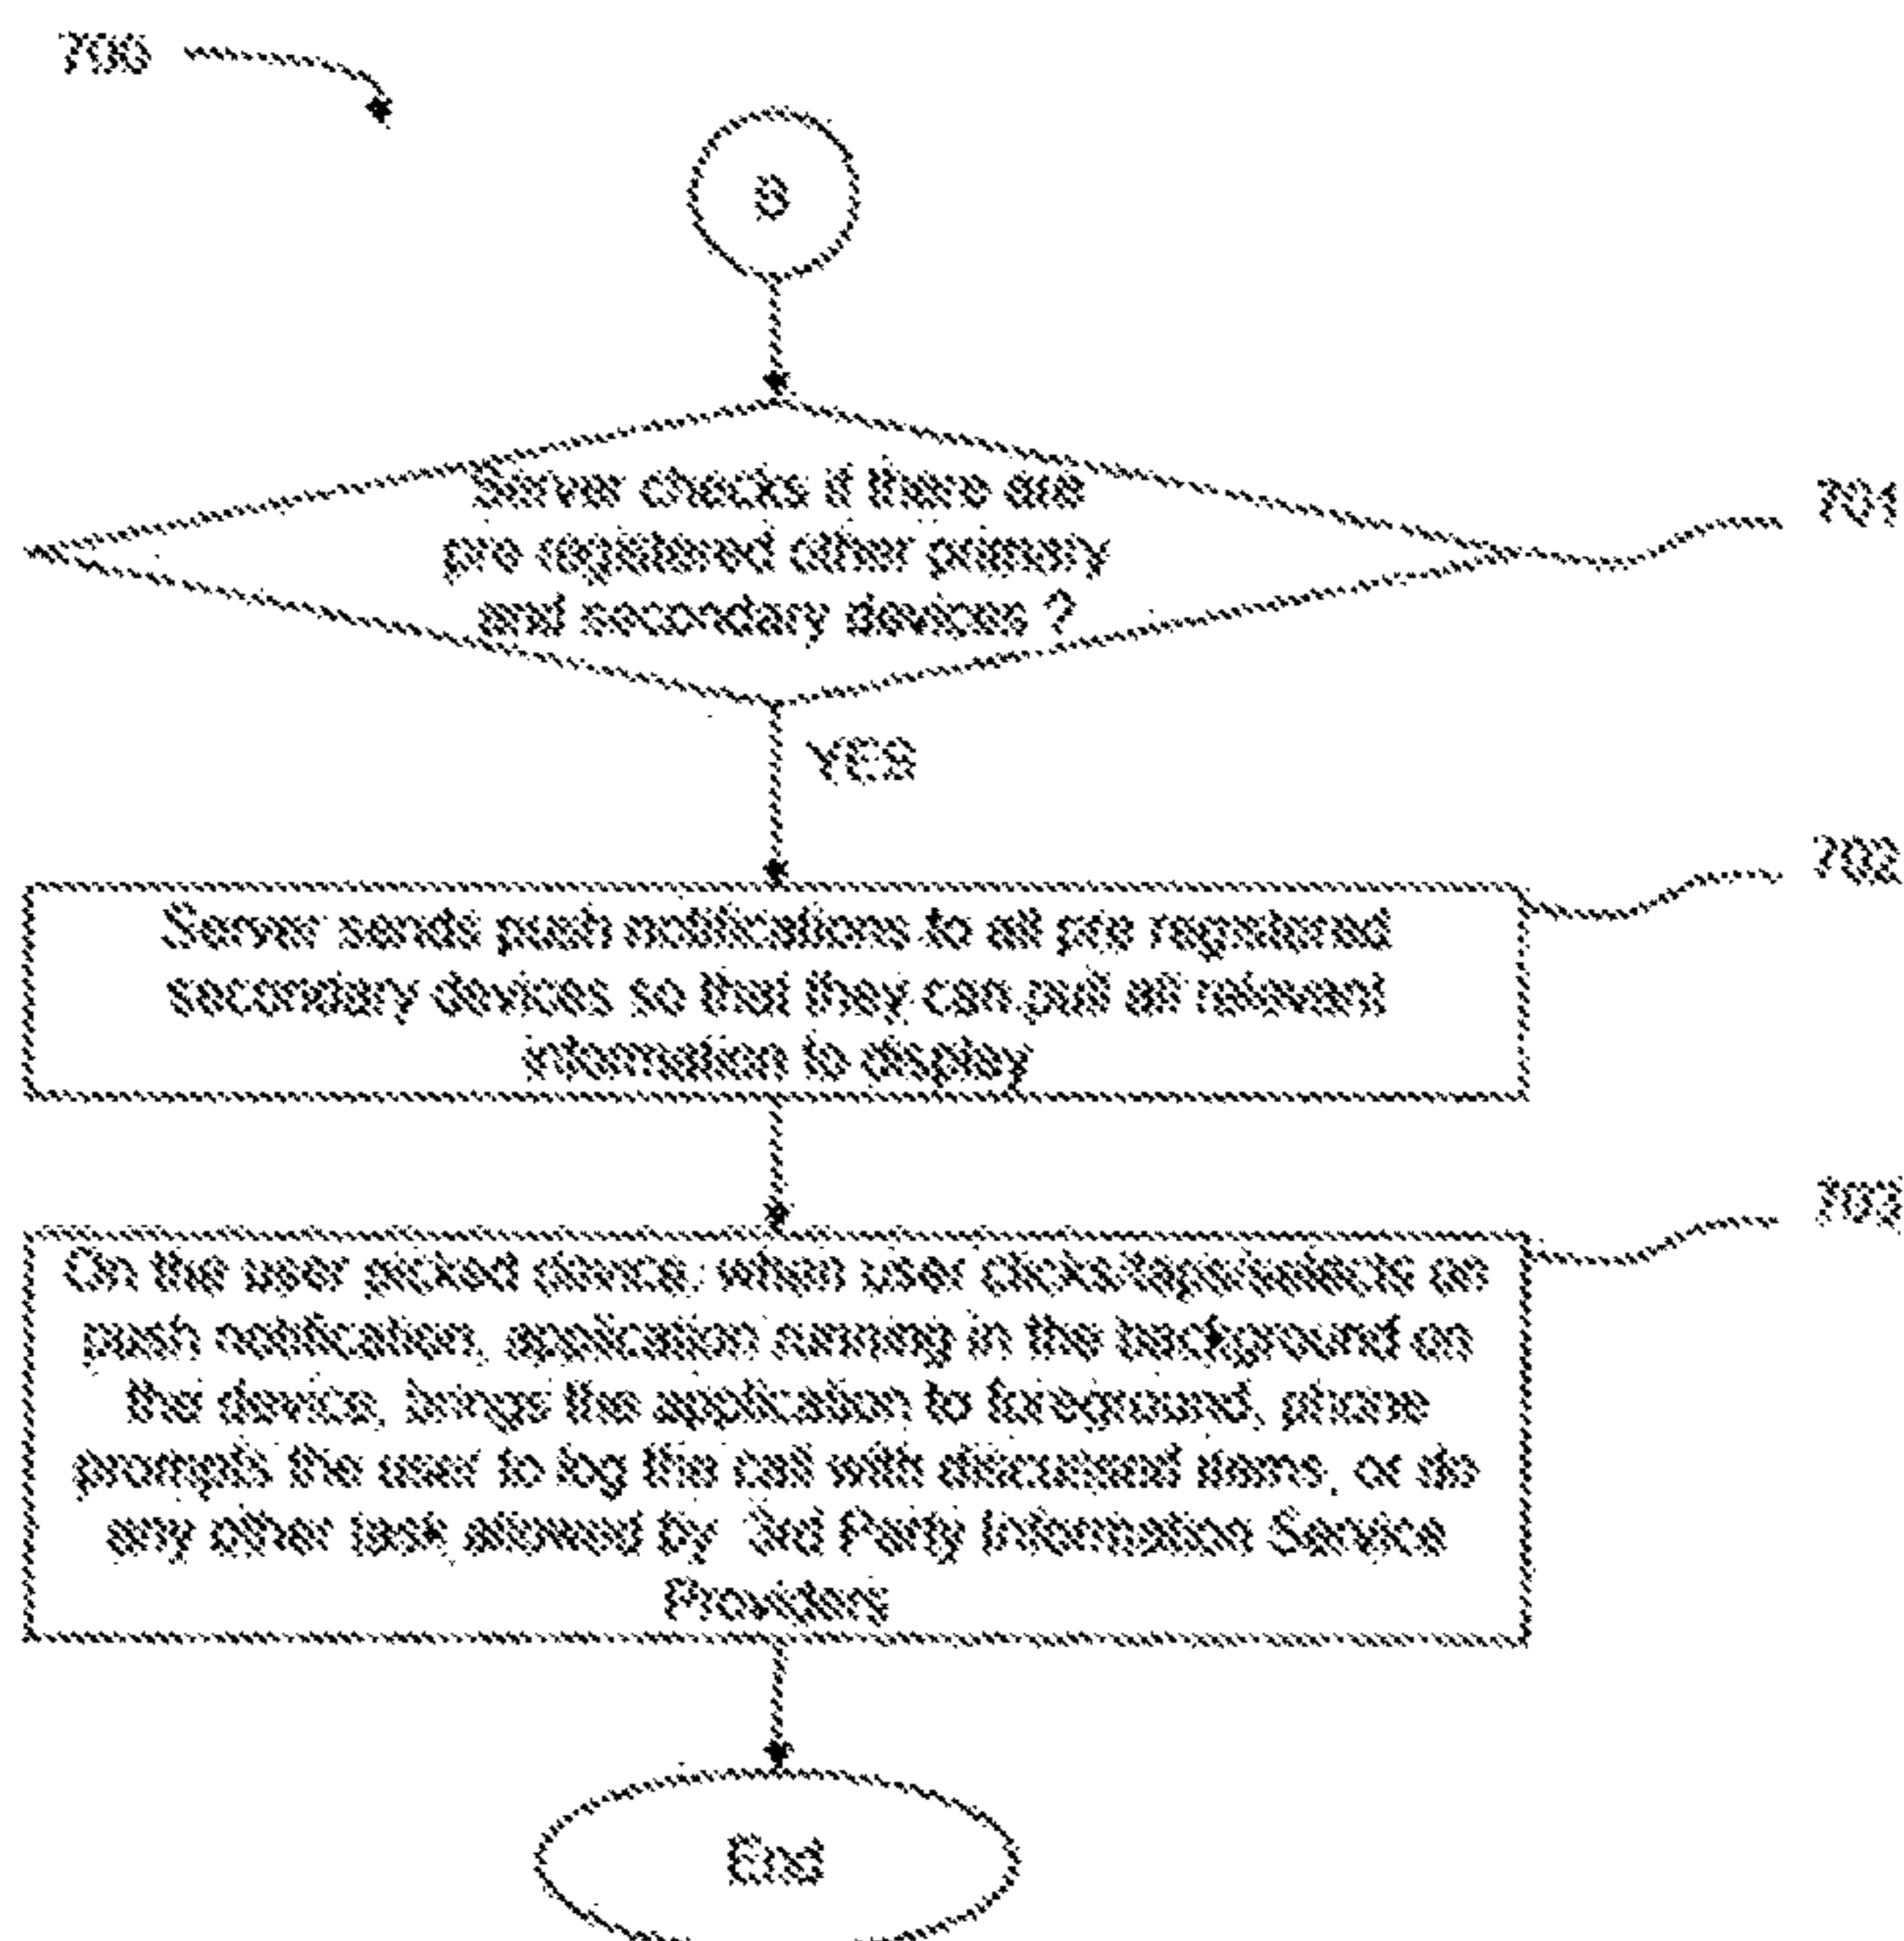 700
Server checks if there are
701
pre registered other primary
and secondary devices ?
YES
702
Server sends push notifications to all pre registered
secondary devices so that they can pull all relevant
information to display
703
On the user picked device, when user clicks/taps/selects on
push notification, application running in the background on
the device, brings the application to foreground, phone
prompts the user to log the call with discussed items, or do
any other task allowed by 3rd Party Information Service
Providers
End